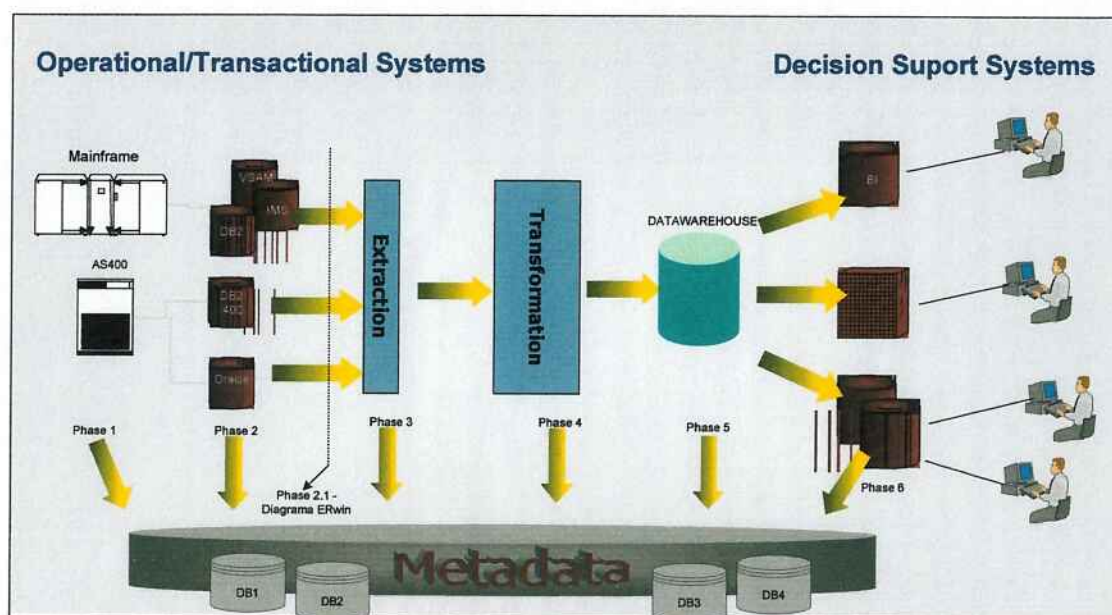 Operational/Transactional Systems
Decision Suport Systems
Mainframe
VSAM
IMS
DB2
BI
AS400
DB2
400
Oracle
Extraction
Transformation
DATAWAREHOUSE
Phase 1
Phase 2
Phase 3
Phase 4
Phase 5
Phase 6
Phase 2.1 -
Diagrama ERwin
Metadata
DB1
DB2
DB3
DB4